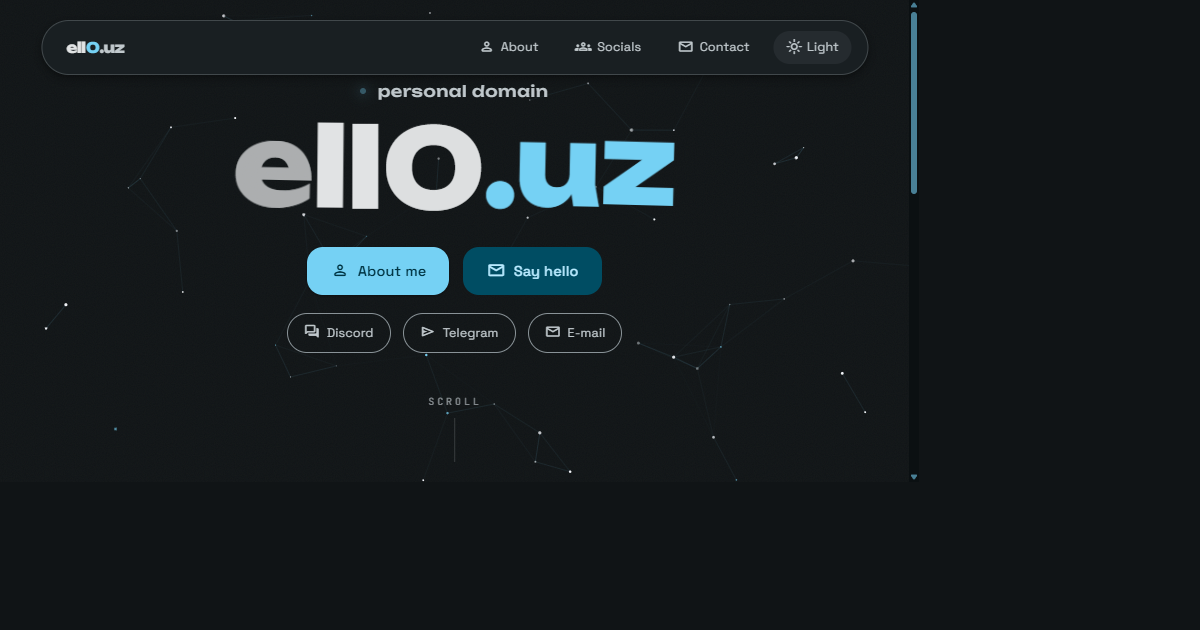 ellO.uz
About
Socials
Contact
Light
personal domain
ellO.uz
About me
Say hello
Discord
Telegram
E-mail
SCROLL